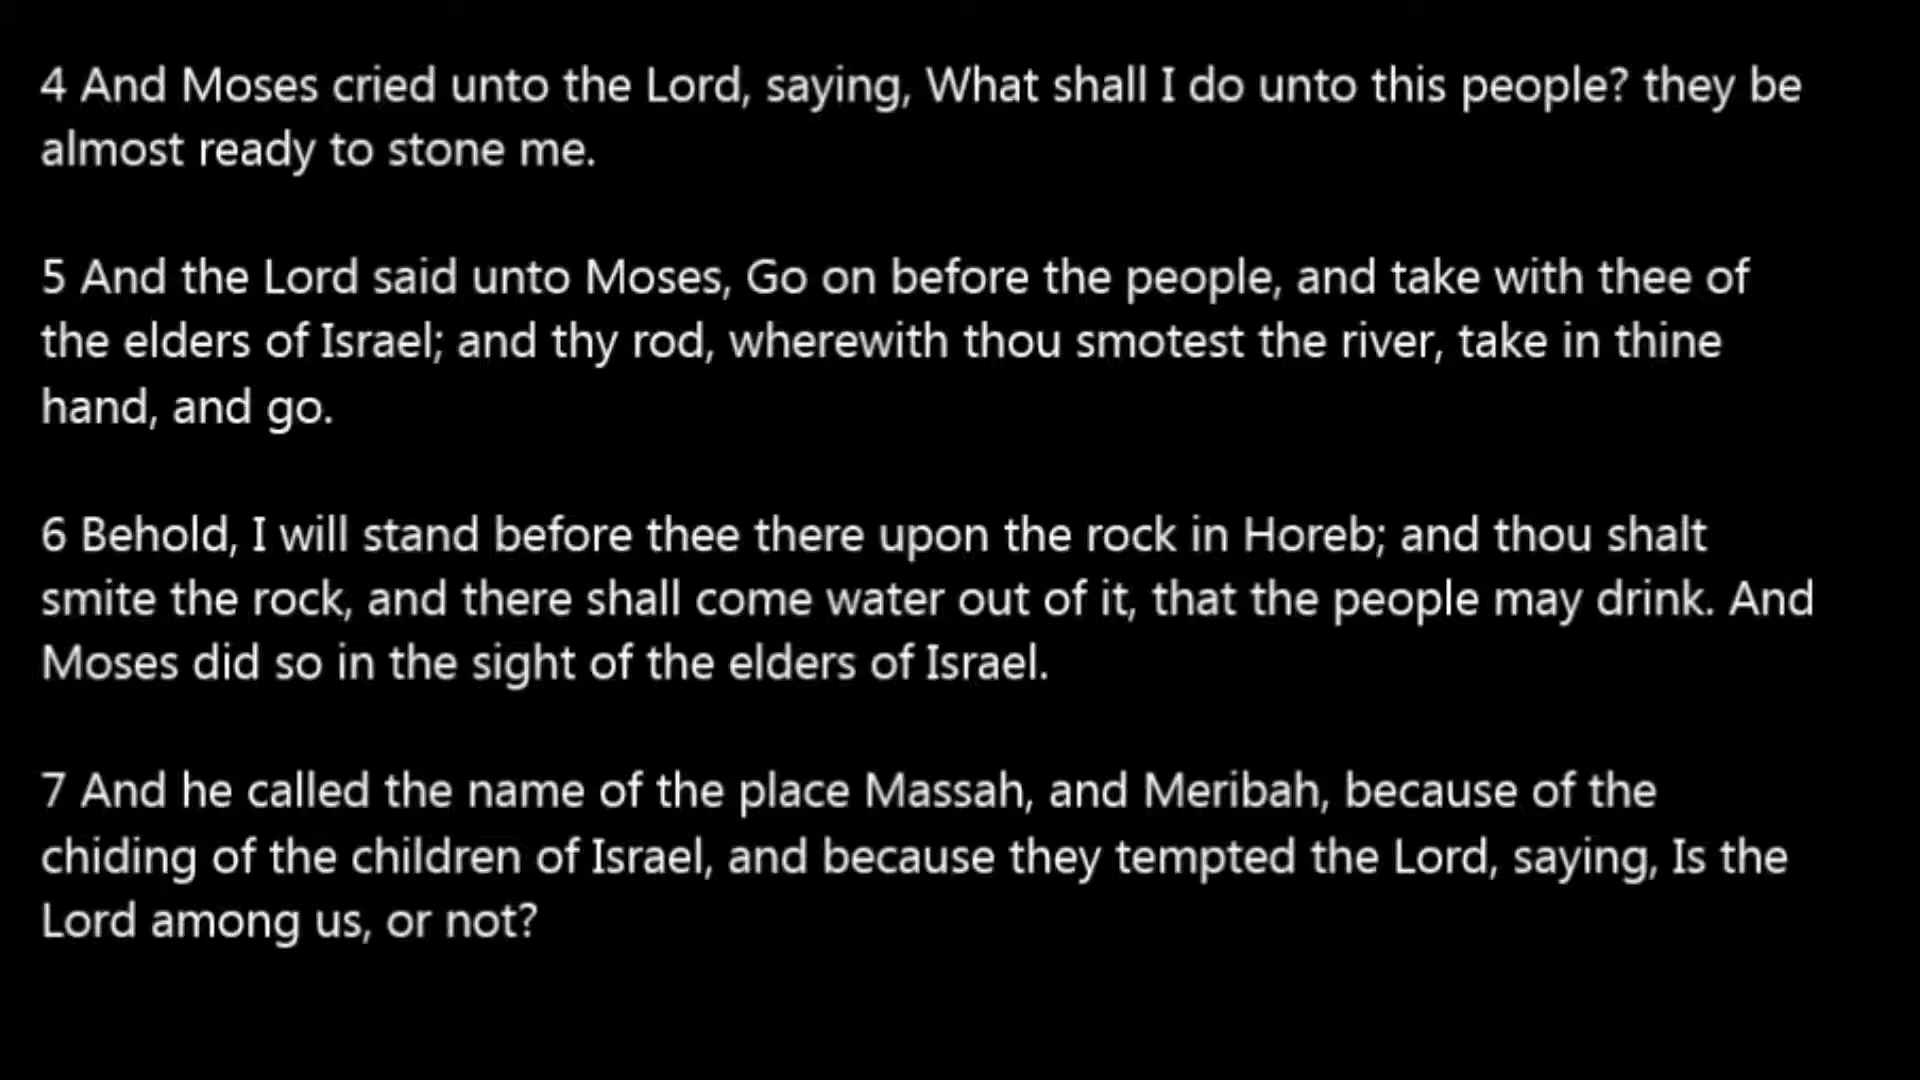 4 And Moses cried unto the Lord, saying, What shall I do unto this people? they be
almost ready to stone me.
5 And the Lord said unto Moses, Go on before the people, and take with thee of
the elders of Israel; and thy rod, wherewith thou smotest the river, take in thine
hand, and go.
6 Behold, I will stand before thee there upon the rock in Horeb; and thou shalt
smite the rock, and there shall come water out of it, that the people may drink. And
Moses did so in the sight of the elders of Israel.
7 And he called the name of the place Massah, and Meribah, because of the
chiding of the children of Israel, and because they tempted the Lord, saying, Is the
Lord among us, or not?